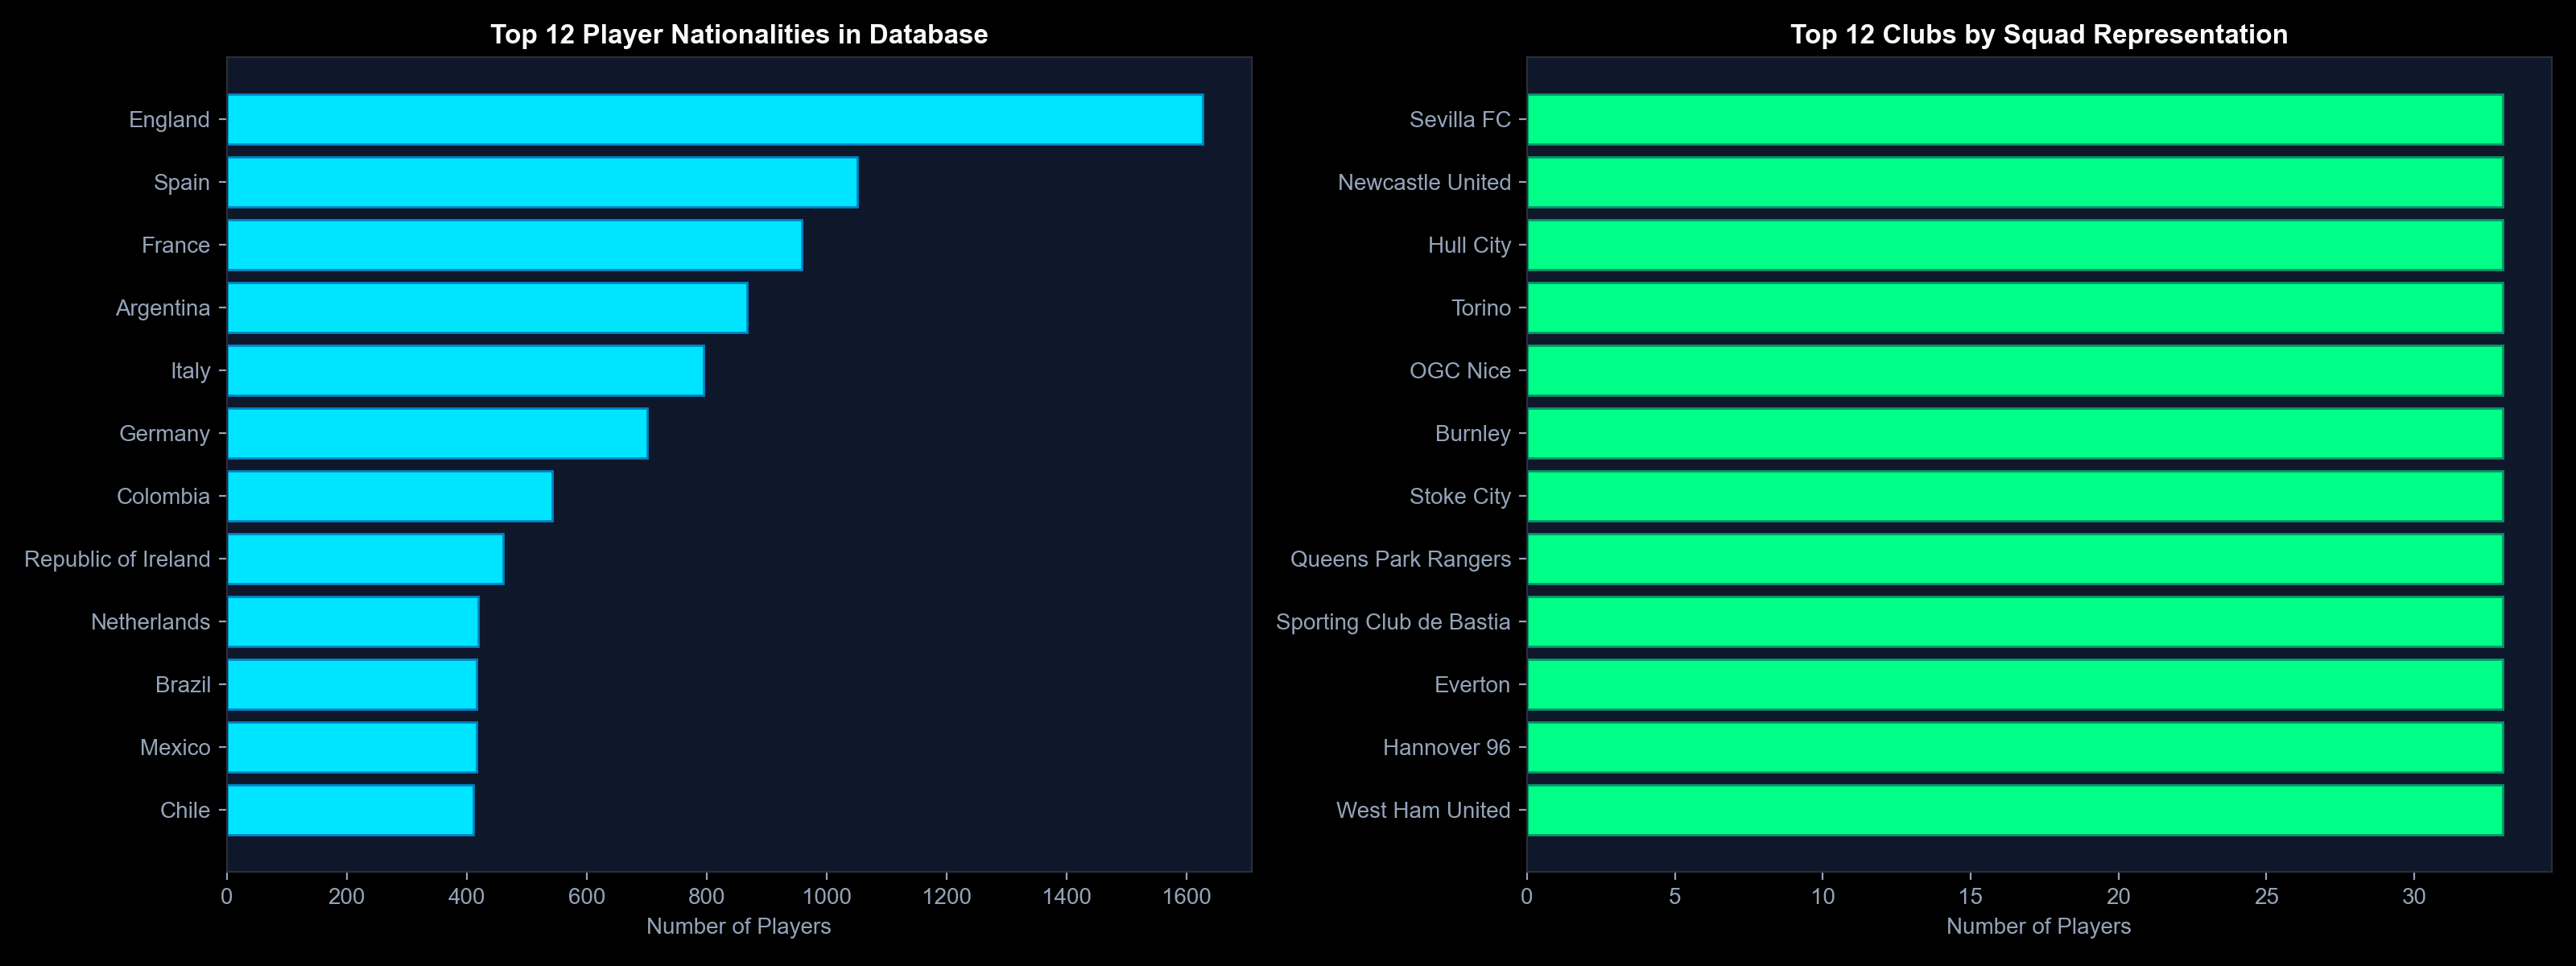 Top 12 Player Nationalities in Database
England
Spain
France
Argentina
Italy
Germany
Colombia
Republic of Ireland
Netherlands
Brazil
Mexico
Chile
0 200 400 600 800 1000 1200 1400 1600
Number of Players
Top 12 Clubs by Squad Representation
Sevilla FC
Newcastle United
Hull City
Torino
OGC Nice
Burnley
Stoke City
Queens Park Rangers
Sporting Club de Bastia
Everton
Hannover 96
West Ham United
0 5 10 15 20 25 30
Number of Players